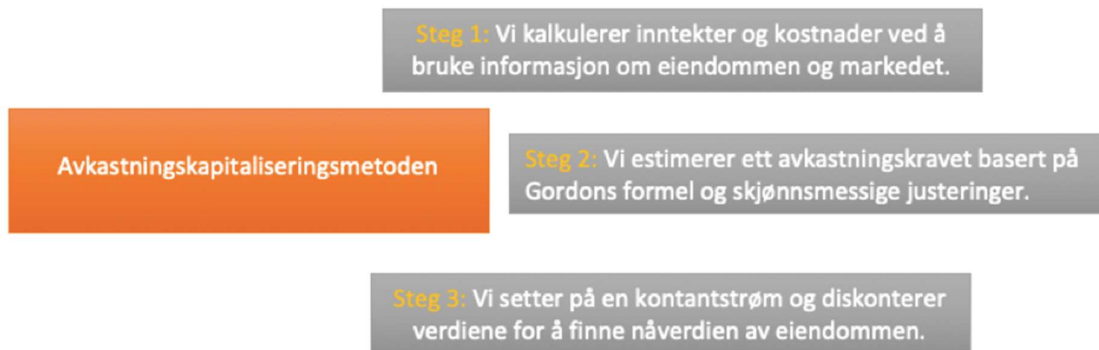 Steg 1: Vi kalkulerer inntekter og kostnader ved å
bruke informasjon om eiendommen og markedet.
Avkastningskapitaliseringsmetoden
Steg 2: Vi estimerer ett avkastningskravet basert på
Gordons formel og skjønnsmessige justeringer.
Steg 3: Vi setter på en kontantstrøm og diskonterer
verdiene for å finne nåverdien av eiendommen.